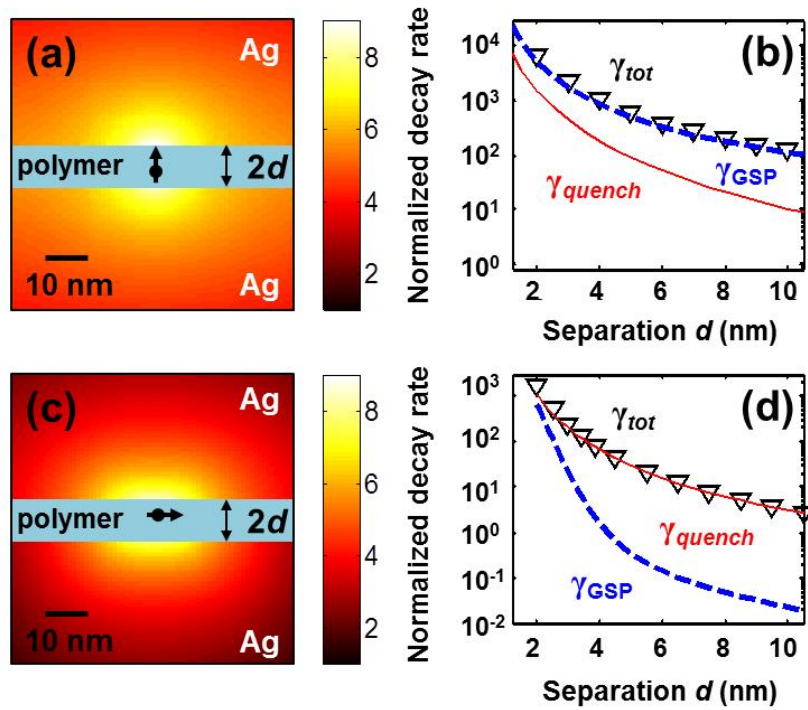 (a)
Ag
polymer
2d
10 nm
Ag
8
6
4
2
Normalized decay rate
(b)
10^4
10^3
10^2
10^1
10^0
γtot
γGSP
γquench
2 4 6 8 10
Separation d (nm)
(c)
Ag
polymer
2d
10 nm
Ag
8
6
4
2
Normalized decay rate
(d)
10^3
10^2
10^1
10^0
10^-1
10^-2
γtot
γquench
γGSP
2 4 6 8 10
Separation d (nm)